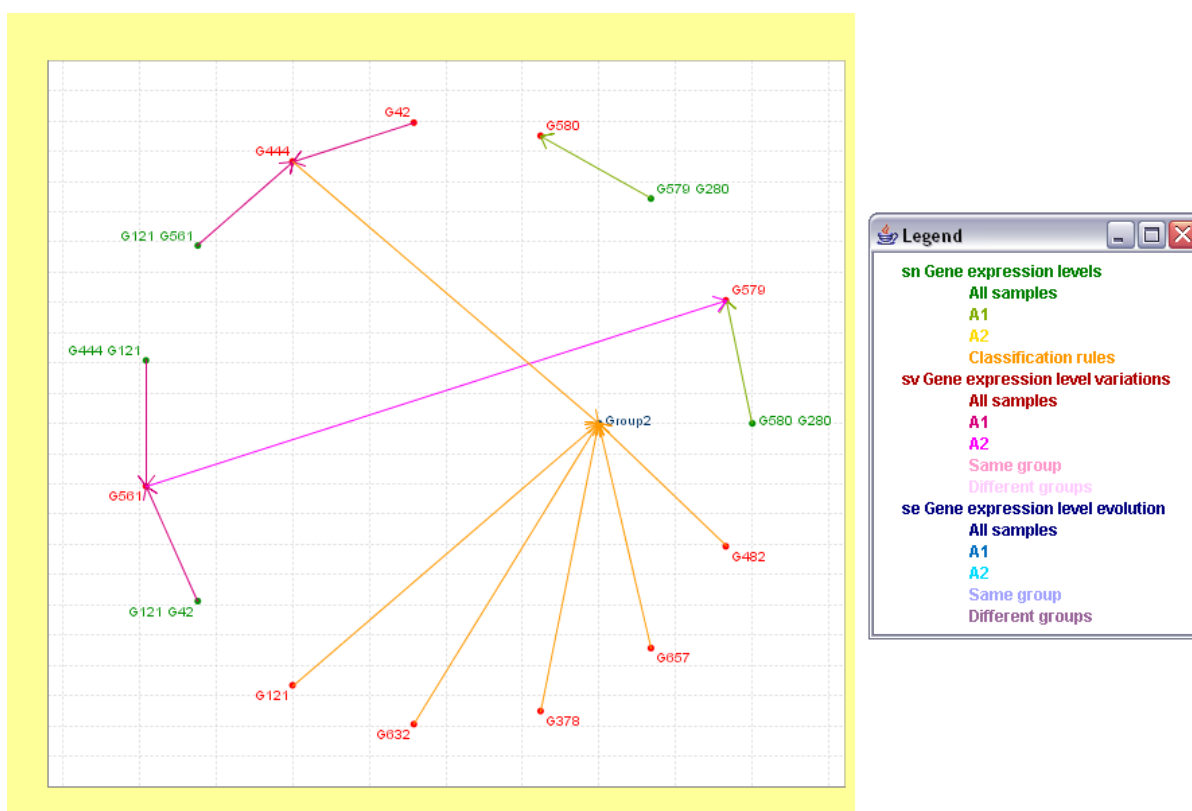 G42
G580
G444
G579 G280
G121 G561
G579
G444 G121
Group2
G580 G280
G561
G482
G121 G42
G657
G121
G378
G632
Legend
sn Gene expression levels
All samples
A1
A2
Classification rules
sv Gene expression level variations
All samples
A1
A2
Same group
Different groups
se Gene expression level evolution
All samples
A1
A2
Same group
Different groups